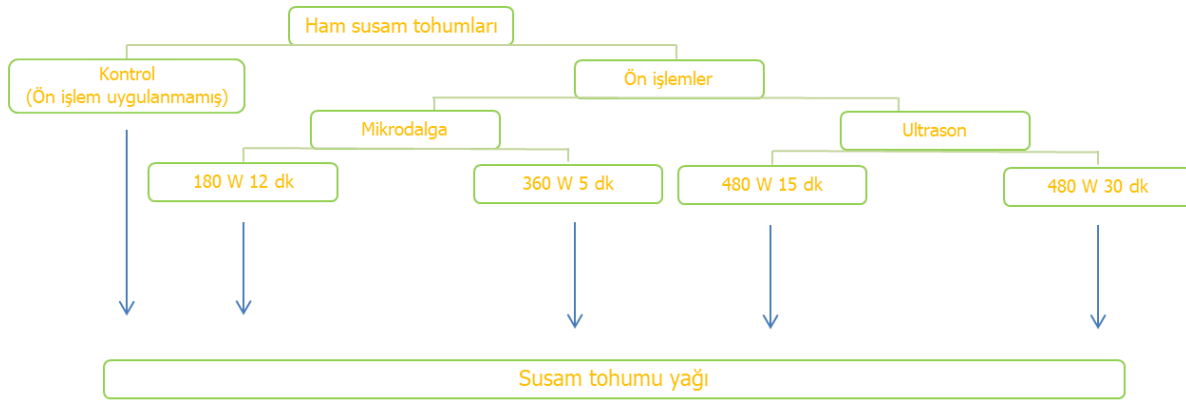 Ham susam tohumları
Kontrol
(Ön işlem uygulanmamış)
Ön işlemler
Mikrodalga
Ultrason
180 W 12 dk
360 W 5 dk
480 W 15 dk
480 W 30 dk
Susam tohumu yağı